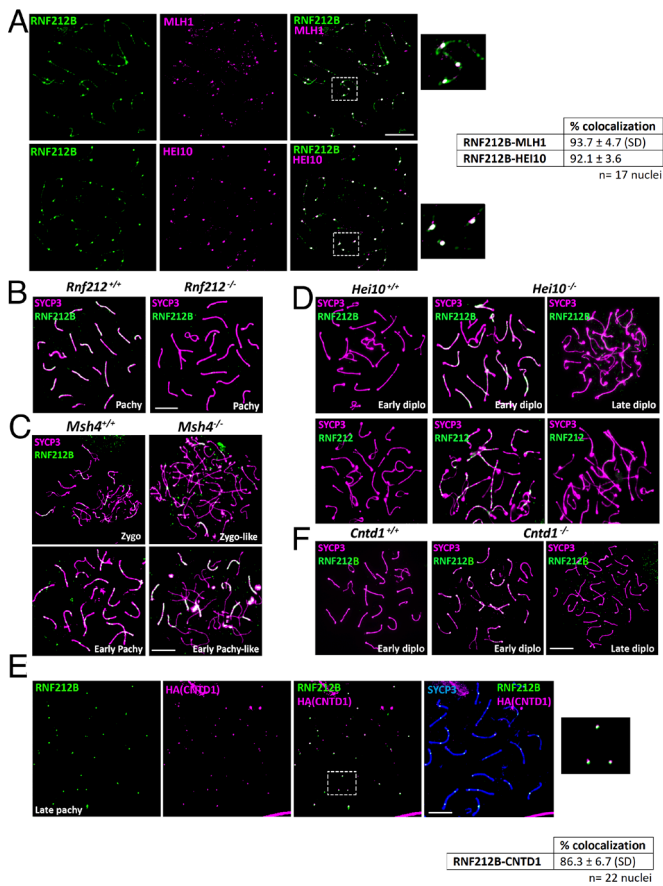 A
RNF212B MLH1 RNF212B
MLH1
RNF212B HEI10 RNF212B
HEI10
% colocalization
RNF212B-MLH1 93.7 ± 4.7 (SD)
RNF212B-HEI10 92.1 ± 3.6
n= 17 nuclei
B
Rnf212+/+ Rnf212-/-
SYCP3 SYCP3
RNF212B RNF212B
Pachy Pachy
C
Msh4+/+ Msh4-/-
SYCP3
RNF212B
Zygo Zygo-like
Early Pachy Early Pachy-like
D
Hei10+/+ Hei10-/-
SYCP3 SYCP3 SYCP3
RNF212B RNF212B RNF212B
Early diplo Early diplo Late diplo
SYCP3 SYCP3 SYCP3
RNF212 RNF212 RNF212
F
Cntd1+/+ Cntd1-/-
SYCP3 SYCP3 SYCP3
RNF212B RNF212B RNF212B
Early diplo Early diplo Late diplo
E
RNF212B HA(CNTD1) RNF212B SYCP3 RNF212B
HA(CNTD1) HA(CNTD1)
Late pachy
% colocalization
RNF212B-CNTD1 86.3 ± 6.7 (SD)
n= 22 nuclei